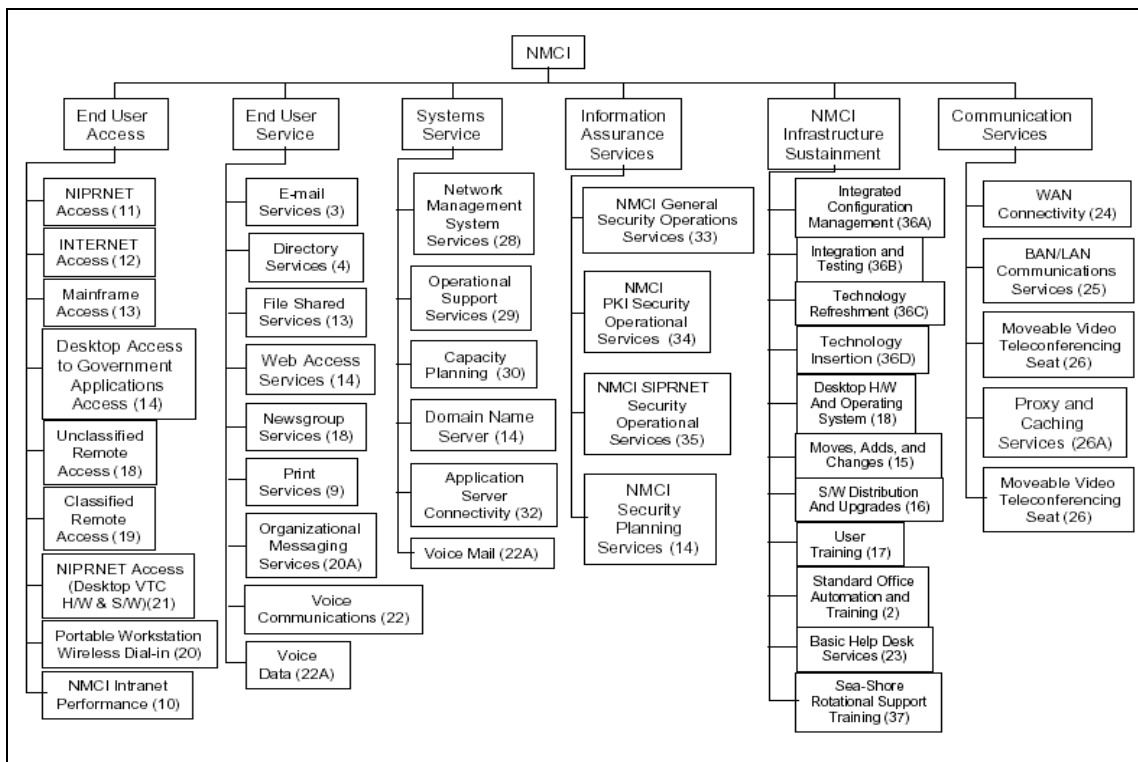 NMCI
End User
Access
NIPRNET
Access (11)
INTERNET
Access (12)
Mainframe
Access (13)
Desktop Access
to Government
Applications
Access (14)
Unclassified
Remote
Access (18)
Classified
Remote
Access (19)
NIPRNET Access
(Desktop VTC
H/W & S/W)(21)
Portable Workstation
Wireless Dial-in (20)
NMCI Intranet
Performance (10)
End User
Service
E-mail
Services (3)
Directory
Services (4)
File Shared
Services (13)
Web Access
Services (14)
Newsgroup
Services (18)
Print
Services (9)
Organizational
Messaging
Services (20A)
Voice
Communications (22)
Voice
Data (22A)
Systems
Service
Network
Management
System
Services (28)
Operational
Support
Services (29)
Capacity
Planning (30)
Domain Name
Server (14)
Application
Server
Connectivity (32)
Voice Mail (22A)
Information
Assurance
Services
NMCI General
Security Operations
Services (33)
NMCI
PKI Security
Operational
Services (34)
NMCI SIPRNET
Security
Operational
Services (35)
NMCI
Security
Planning
Services (14)
NMCI
Infrastructure
Sustainment
Integrated
Configuration
Management (36A)
Integration and
Testing (36B)
Technology
Refreshment (36C)
Technology
Insertion (36D)
Desktop H/W
And Operating
System (18)
Moves, Adds, and
Changes (15)
S/W Distribution
And Upgrades (16)
User
Training (17)
Standard Office
Automation and
Training (2)
Basic Help Desk
Services (23)
Sea-Shore
Rotational Support
Training (37)
Communication
Services
WAN
Connectivity (24)
BAN/LAN
Communications
Services (25)
Moveable Video
Teleconferencing
Seat (26)
Proxy and
Caching
Services (26A)
Moveable Video
Teleconferencing
Seat (26)